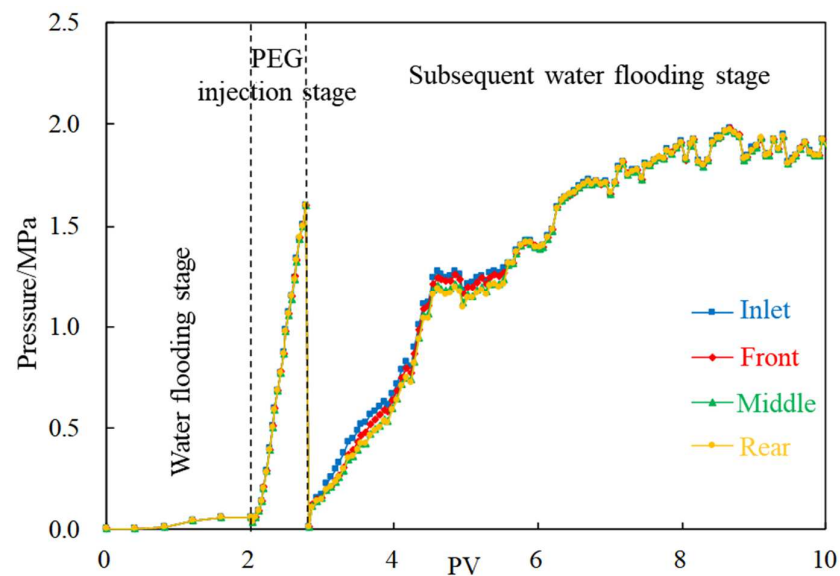 2.5
2.0
1.5
1.0
0.5
0.0
Pressure/MPa
Water flooding stage
PEG
injection stage
Subsequent water flooding stage
Inlet
Front
Middle
Rear
0
2
4
6
8
10
PV